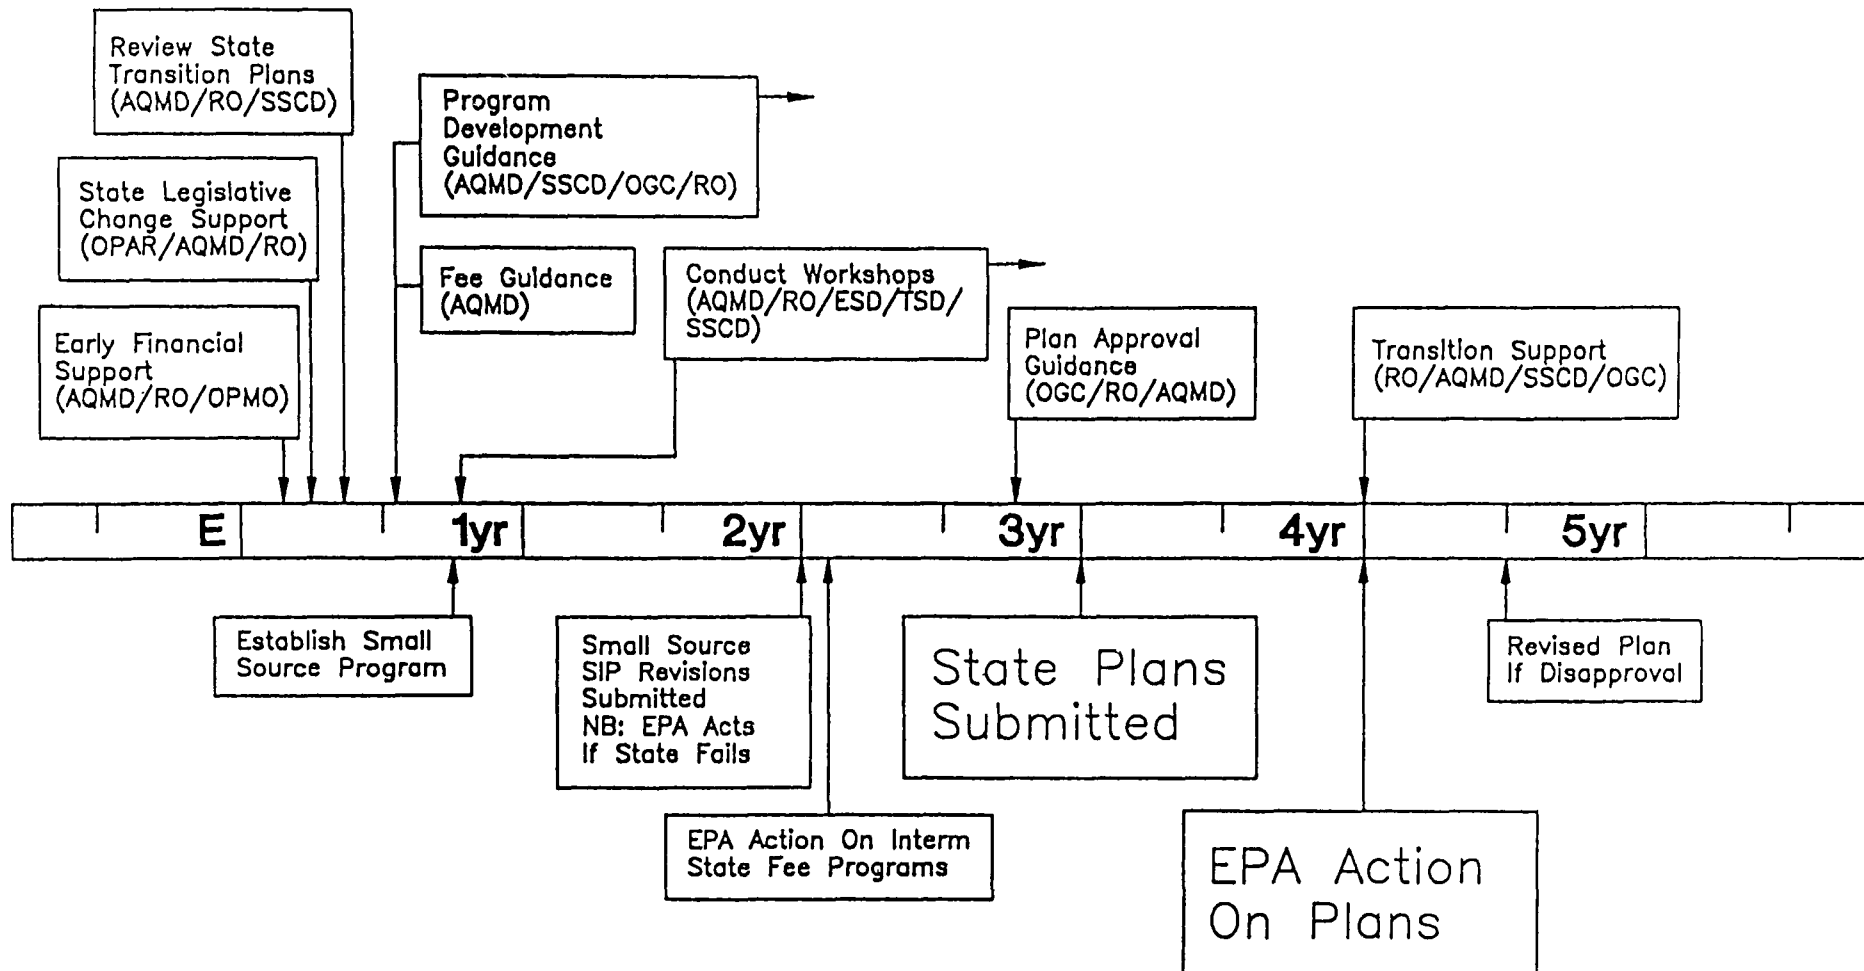 Review State
Transition Plans
(AQMD/RO/SSCD)
State Legislative
Change Support
(OPAR/AQMD/RO)
Early Financial
Support
(AQMD/RO/OPMO)
Program
Development
Guidance
(AQMD/SSCD/OGC/RO)
Fee Guidance
(AQMD)
Conduct Workshops
(AQMD/RO/ESD/TSD/
SSCD)
Plan Approval
Guidance
(OGC/RO/AQMD)
Transition Support
(RO/AQMD/SSCD/OGC)
E 1yr 2yr 3yr 4yr 5yr
Establish Small
Source Program
Small Source
SIP Revisions
Submitted
NB: EPA Acts
If State Fails
EPA Action On Interm
State Fee Programs
State Plans
Submitted
EPA Action
On Plans
Revised Plan
If Disapproval